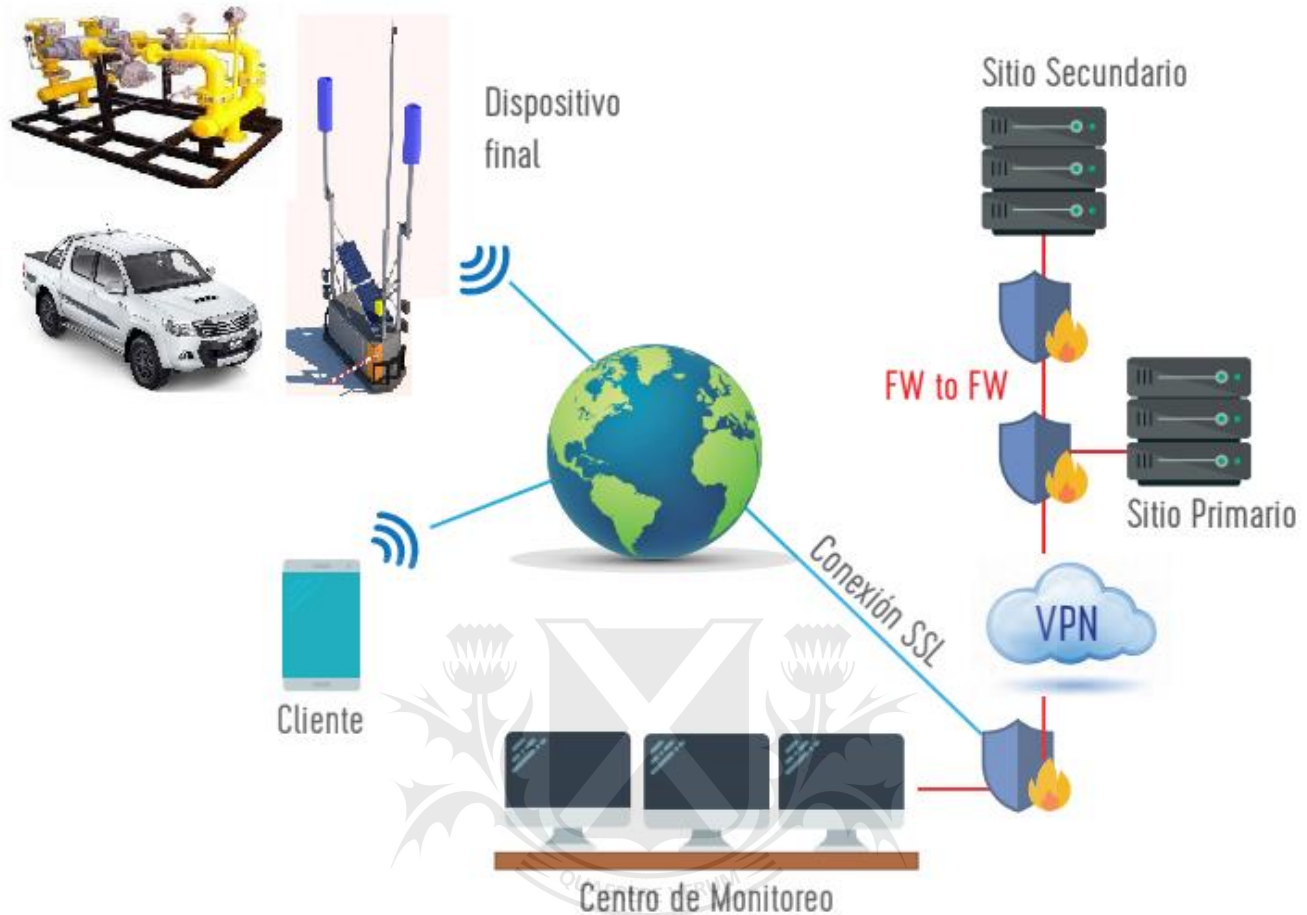 Dispositivo
final
Sitio Secundario
FW to FW
Sitio Primario
Conexión SSL
VPN
Cliente
Centro de Monitoreo